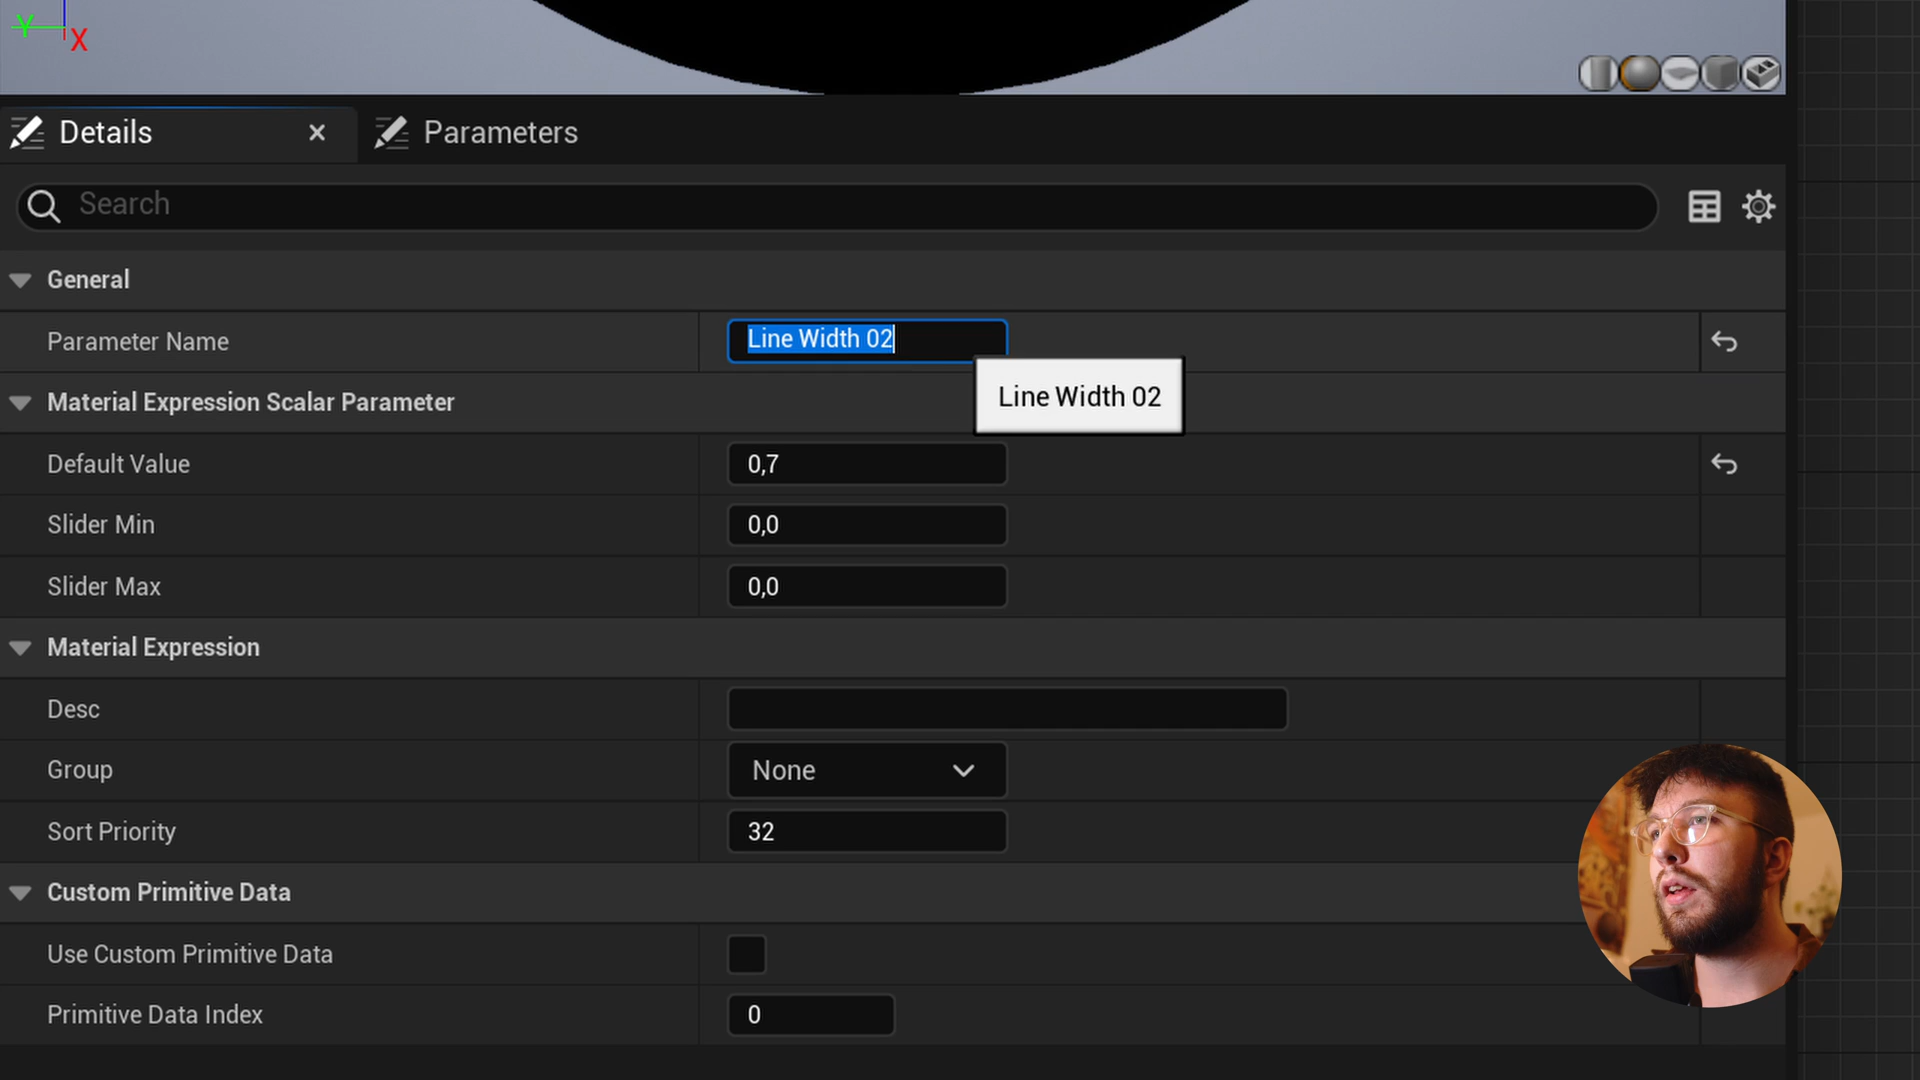 Y
X
Details
Parameters
Search
General
Parameter Name
Line Width 02
Line Width 02
Material Expression Scalar Parameter
Default Value
0,7
Slider Min
0,0
Slider Max
0,0
Material Expression
Desc
Group
None
Sort Priority
32
Custom Primitive Data
Use Custom Primitive Data
Primitive Data Index
0